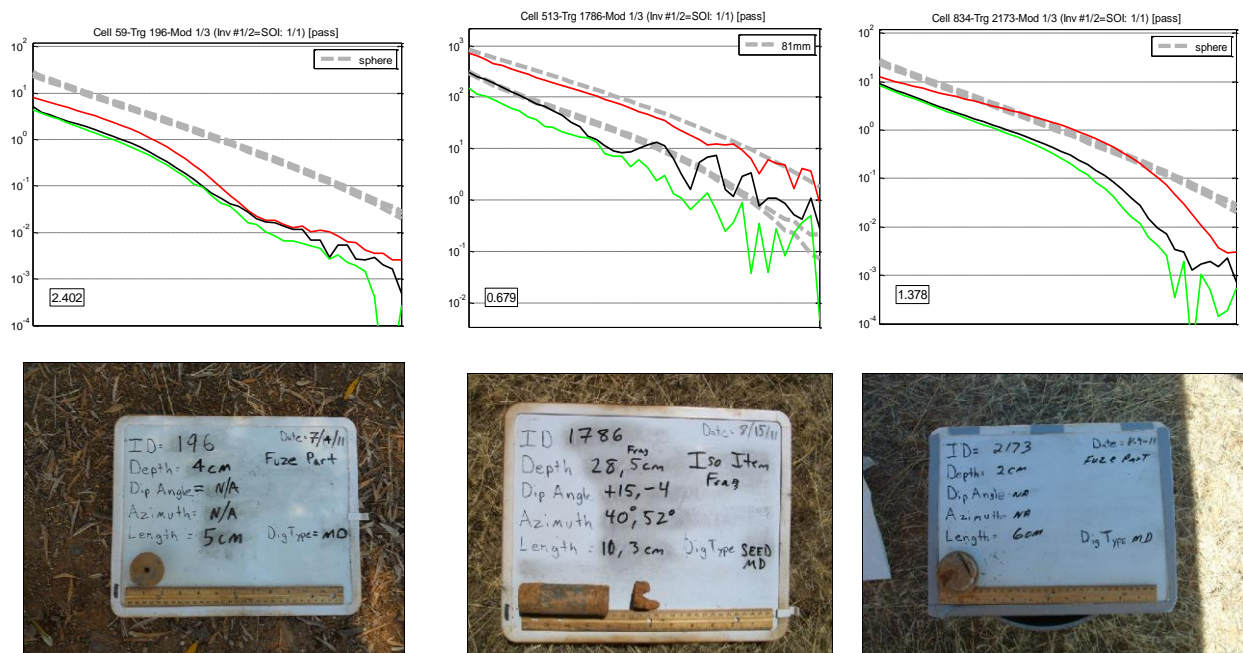 Cell 59-Trg 196-Mod 1/3 (Inv #1/2=SOI: 1/1) [pass]
10^2
10^1
10^0
10^-1
10^-2
10^-3
10^-4
sphere
2.402
Cell 513-Trg 1786-Mod 1/3 (Inv #1/2=SOI: 1/1) [pass]
10^3
10^2
10^1
10^0
10^-1
10^-2
81mm
0.679
Cell 834-Trg 2173-Mod 1/3 (Inv #1/2=SOI: 1/1) [pass]
10^2
10^1
10^0
10^-1
10^-2
10^-3
10^-4
sphere
1.378
ID= 196 Date= 7/4/11
Fuze Part
Depth= 4cm
Dip Angle= N/A
Azimuth= N/A
Length= 5cm DigType= MD
ID 1786 Date= 8/15/11
Frag
Depth 28,5cm Iso Item
Frag
Dip Angle +15,-4
Azimuth 40°,52°
Length = 10,3cm DigType SEED
MD
ID= 2173
Fuze Part
Depth= 2cm
Dip Angle= NA
Azimuth= NA
Length= 6cm DigType MD